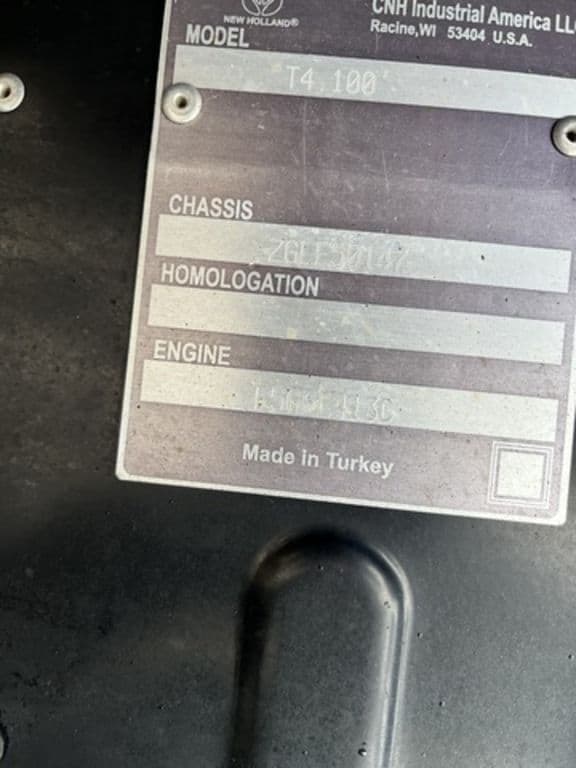 NEW HOLLAND®
CNH Industrial America LL
Racine, WI 53404 U.S.A.
MODEL
T4.100
CHASSIS
HOMOLOGATION
ENGINE
Made in Turkey